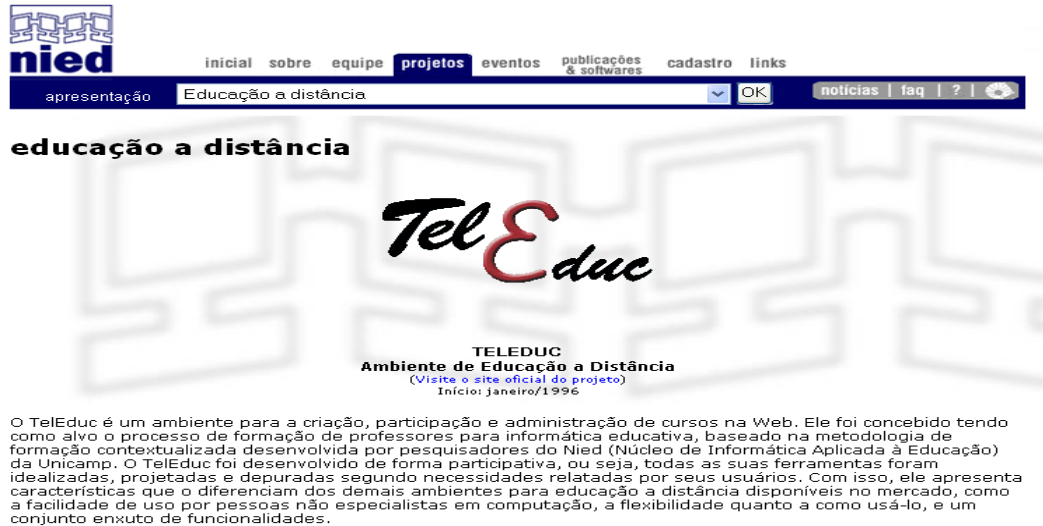 nied
inicial sobre equipe projetos eventos publicações & softwares cadastro links
apresentação Educação a distância OK notícias | faq | ? |
educação a distância
TelEduc
TELEDUC
Ambiente de Educação a Distância
(Visite o site oficial do projeto)
Início: janeiro/1996
O TelEduc é um ambiente para a criação, participação e administração de cursos na Web. Ele foi concebido tendo
como alvo o processo de formação de professores para informática educativa, baseado na metodologia de
formação contextualizada desenvolvida por pesquisadores do Nied (Núcleo de Informática Aplicada à Educação)
da Unicamp. O TelEduc foi desenvolvido de forma participativa, ou seja, todas as suas ferramentas foram
idealizadas, projetadas e depuradas segundo necessidades relatadas por seus usuários. Com isso, ele apresenta
características que o diferenciam dos demais ambientes para educação a distância disponíveis no mercado, como
a facilidade de uso por pessoas não especialistas em computação, a flexibilidade quanto a como usá-lo, e um
conjunto enxuto de funcionalidades.